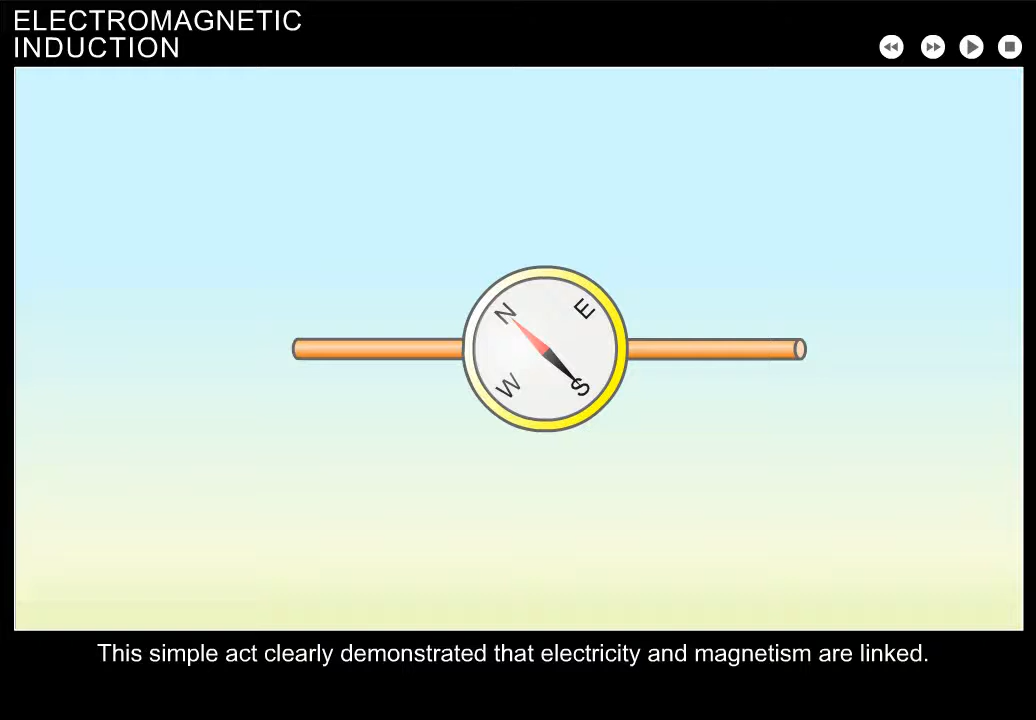 ELECTROMAGNETIC
INDUCTION
N
E
W
S
This simple act clearly demonstrated that electricity and magnetism are linked.